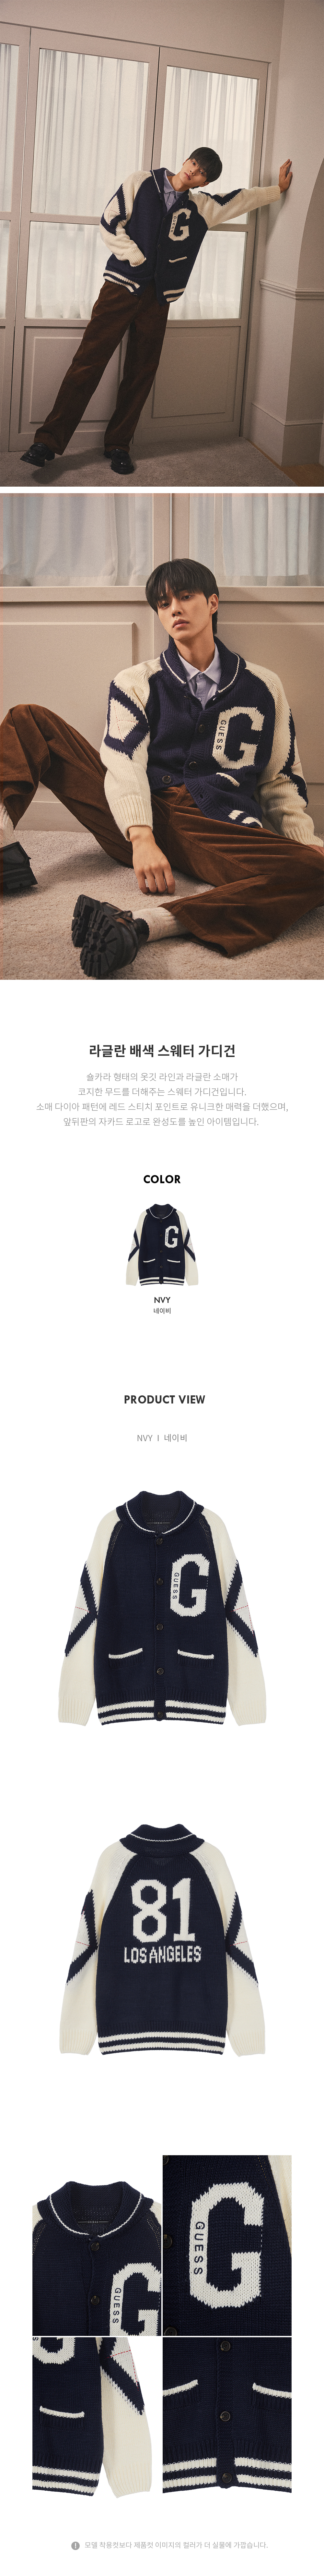 G
GUESS
G
GUESS
라글란 배색 스웨터 가디건
숄카라 형태의 못깃 라인과 라글란 소매가
코지한 무드를 더해주는 스웨터 가디건입니다.
소매 다이아 패턴에 레드 스티치 포인트로 유니크한 매력을 더했으며,
앞뒤판의 자카드 로고로 완성도를 높인 아이템입니다.
COLOR
G
NVY
네이비
PRODUCT VIEW
NVY I 네이비
G
GUESS
81
LOS ANGELES
G
GUESS
G
GUESS
모델 착용컷보다 제품컷 이미지의 컬러가 더 실물에 가깝습니다.